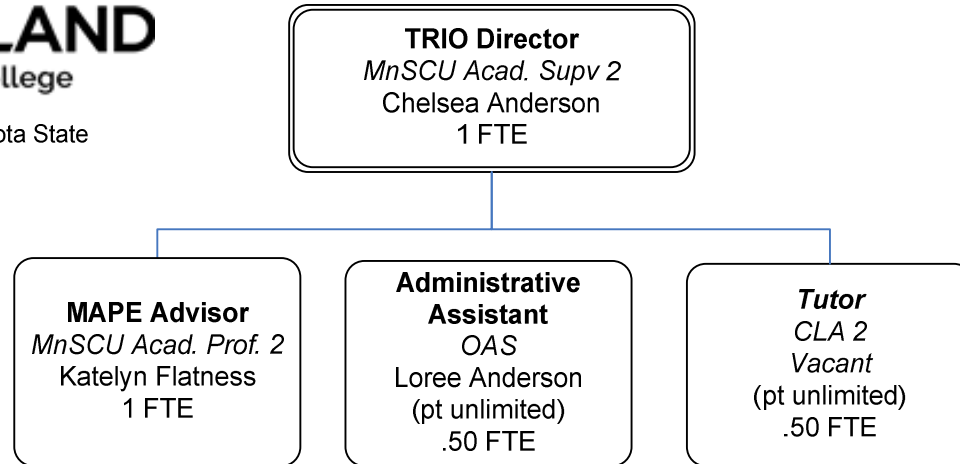 LAND
llege
ota State
TRIO Director
MnSCU Acad. Supv 2
Chelsea Anderson
1 FTE
MAPE Advisor
MnSCU Acad. Prof. 2
Katelyn Flatness
1 FTE
Administrative
Assistant
OAS
Loree Anderson
(pt unlimited)
.50 FTE
Tutor
CLA 2
Vacant
(pt unlimited)
.50 FTE